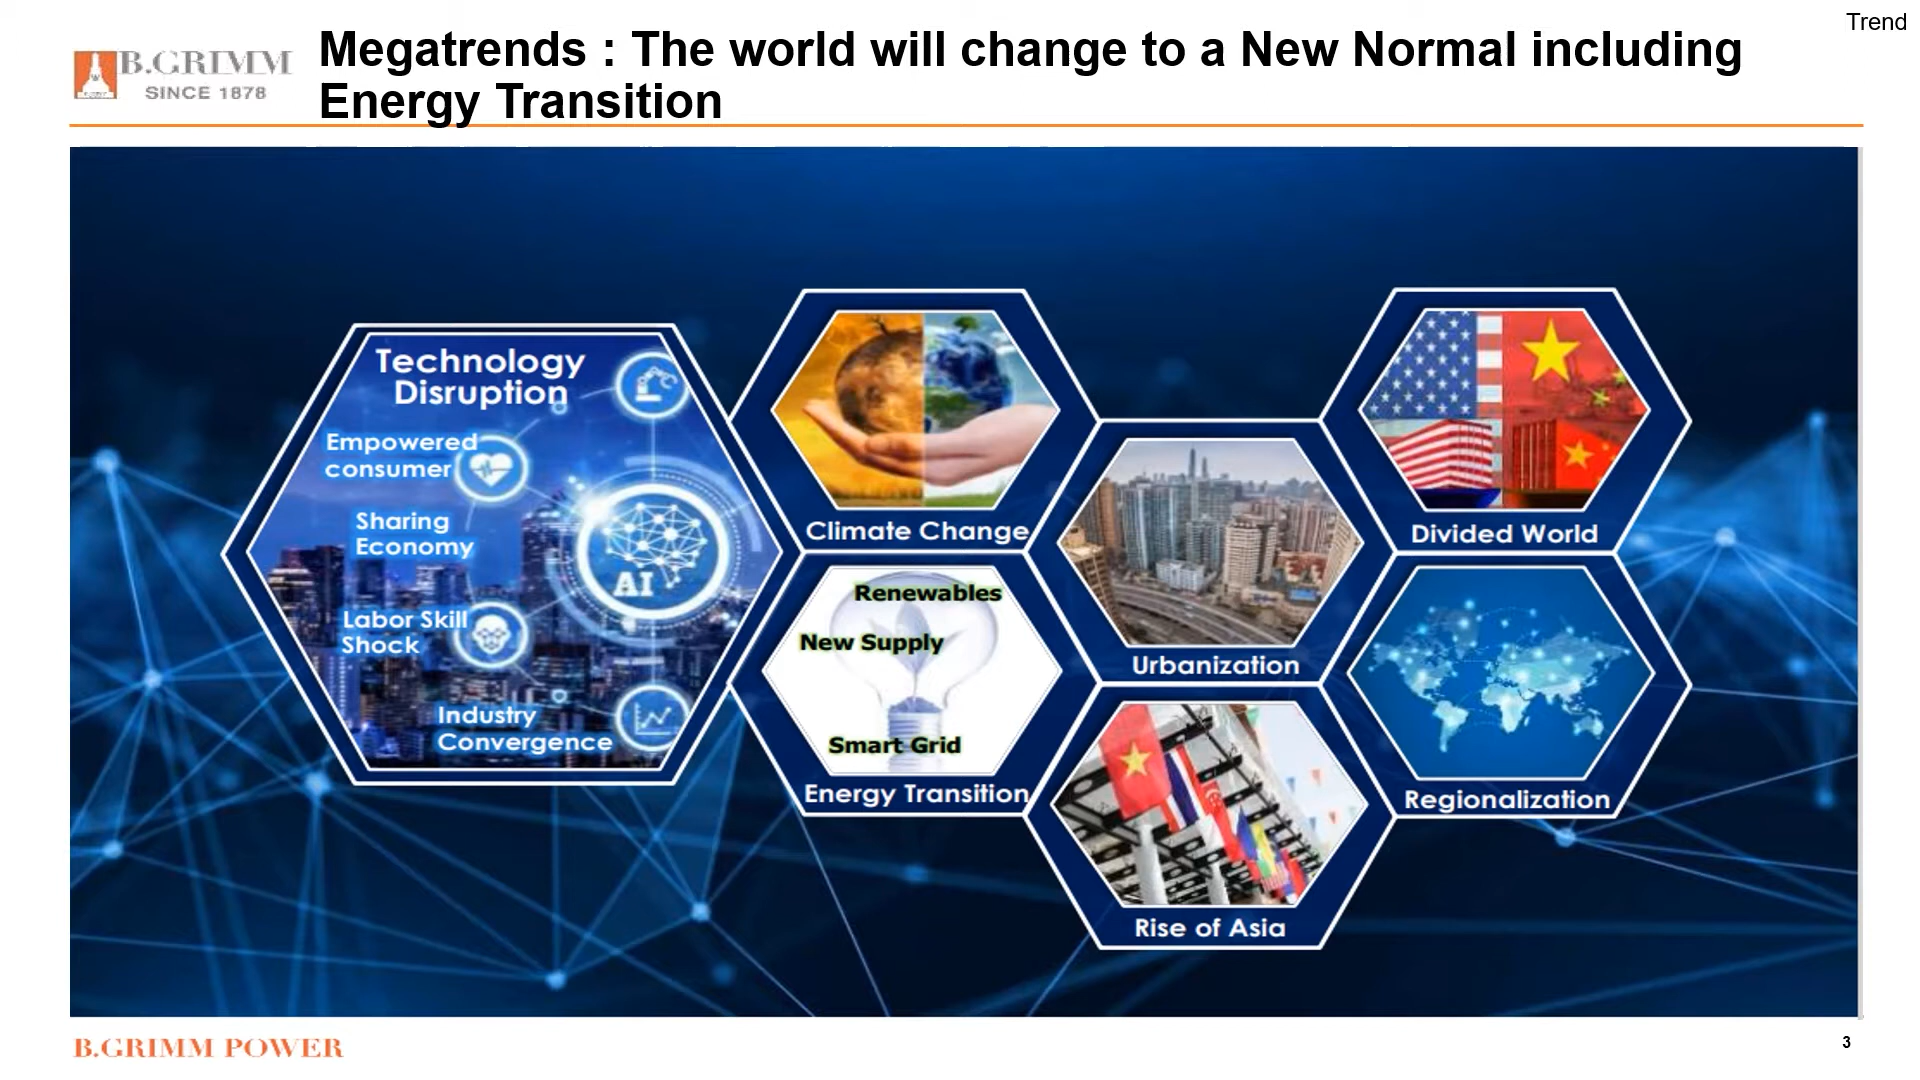 Trend
B.GRIMM
SINCE 1878
Megatrends : The world will change to a New Normal including
Energy Transition
Technology
Disruption
Empowered
consumer
Sharing
Economy
AI
Labor Skill
Shock
Industry
Convergence
Climate Change
Renewables
New Supply
Smart Grid
Energy Transition
Urbanization
Rise of Asia
Divided World
Regionalization
B.GRIMM POWER
3